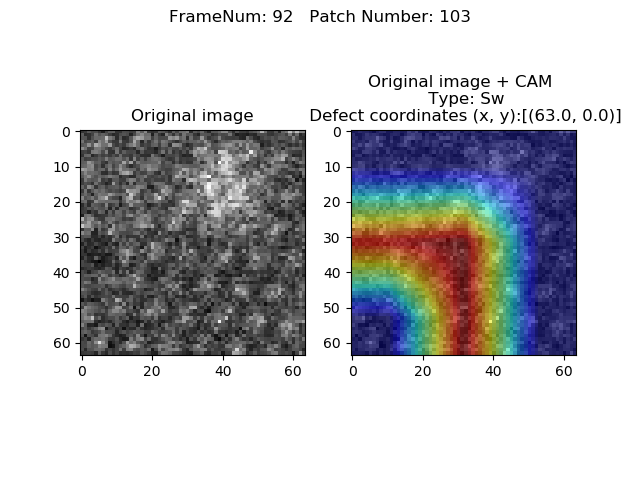 FrameNum: 92   Patch Number: 103
Original image
0
10
20
30
40
50
60
0 20 40 60
Original image + CAM
Type: Sw
Defect coordinates (x, y):[(63.0, 0.0)]
0
10
20
30
40
50
60
0 20 40 60